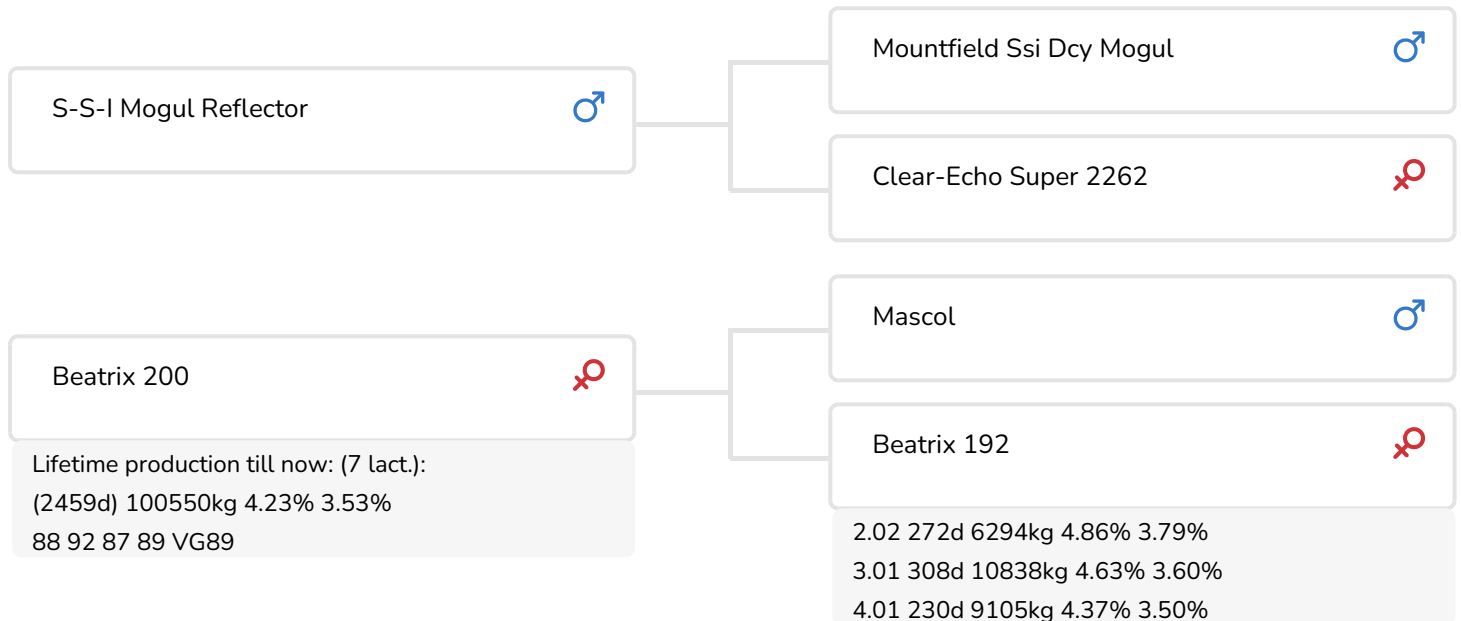 S-S-I Mogul Reflector
Mountfield Ssi Dcy Mogul
Clear-Echo Super 2262
Beatrix 200
Lifetime production till now: (7 lact.):
(2459d) 100550kg 4.23% 3.53%
88 92 87 89 VG89
Mascol
Beatrix 192
2.02 272d 6294kg 4.86% 3.79%
3.01 308d 10838kg 4.63% 3.60%
4.01 230d 9105kg 4.37% 3.50%